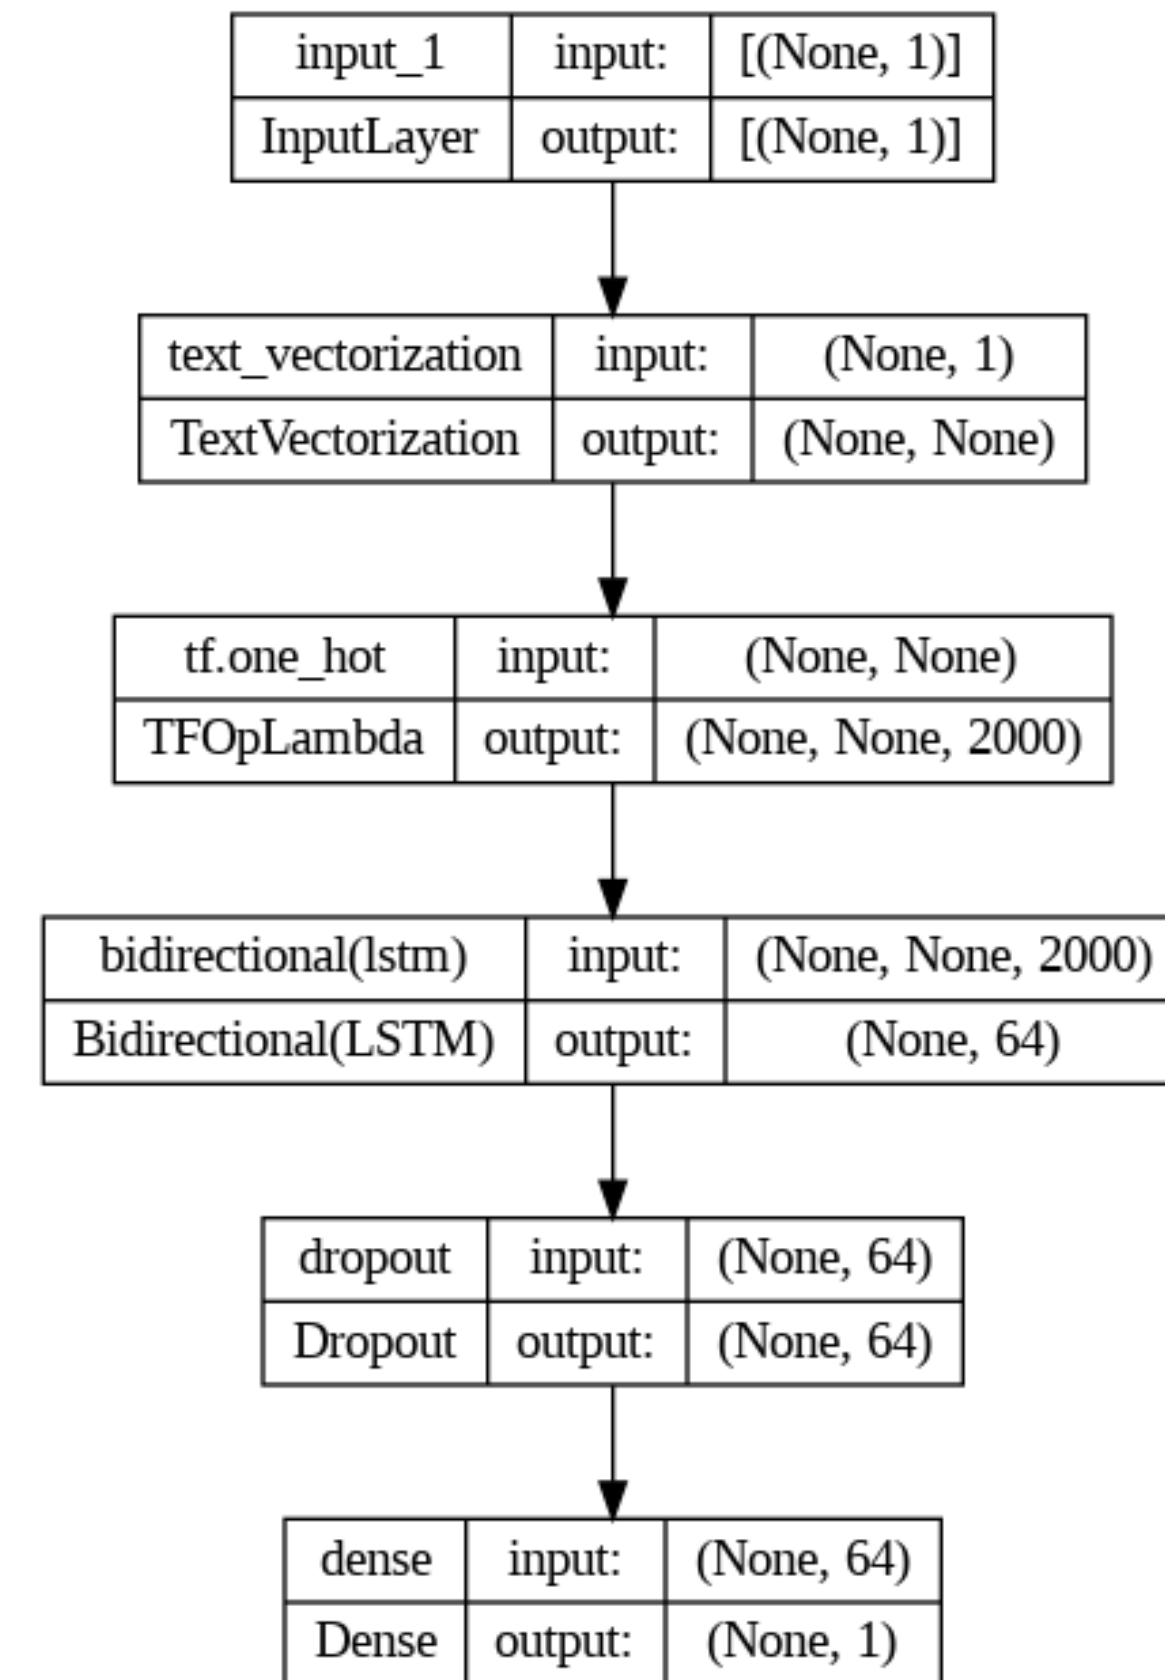 input_1 input: [(None, 1)]
InputLayer output: [(None, 1)]
text_vectorization input: (None, 1)
TextVectorization output: (None, None)
tf.one_hot input: (None, None)
TFOpLambda output: (None, None, 2000)
bidirectional(lstm) input: (None, None, 2000)
Bidirectional(LSTM) output: (None, 64)
dropout input: (None, 64)
Dropout output: (None, 64)
dense input: (None, 64)
Dense output: (None, 1)